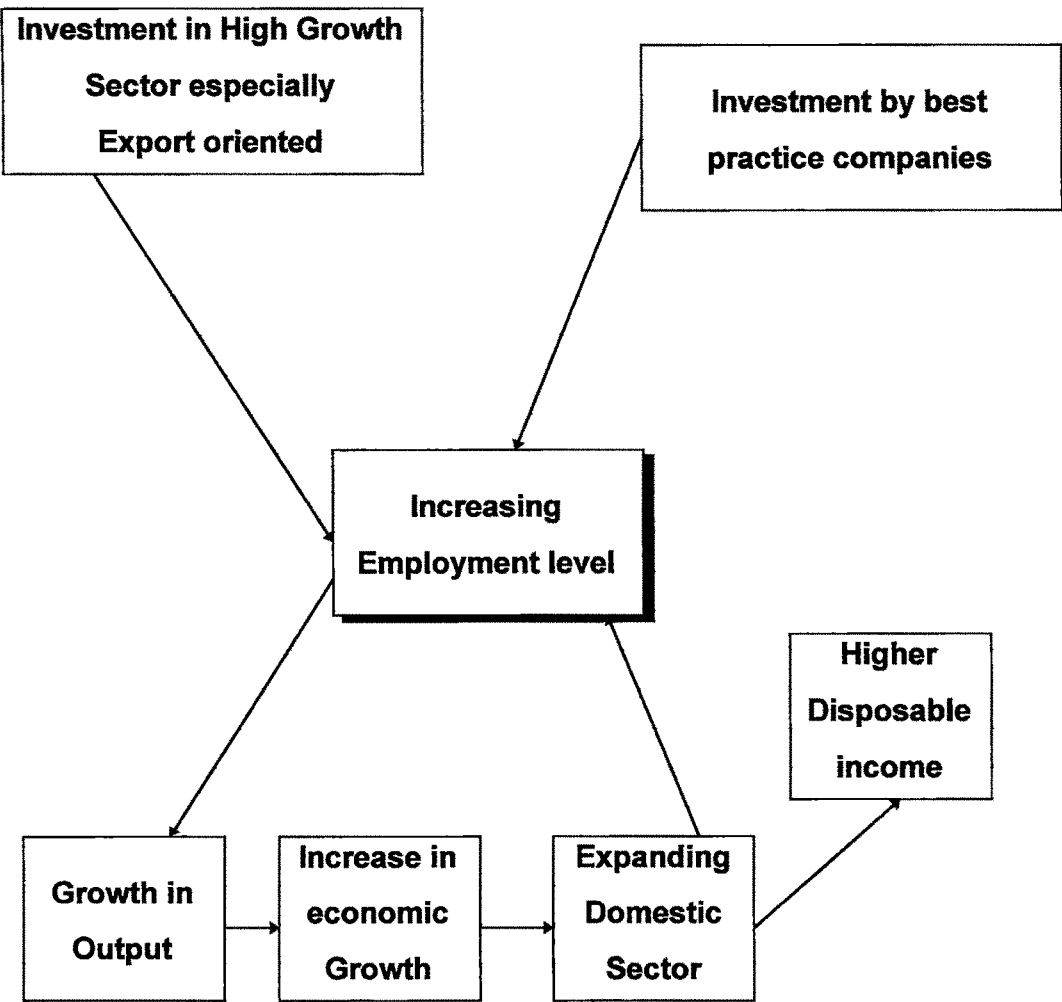 Investment in High Growth
Sector especially
Export oriented
Investment by best
practice companies
Increasing
Employment level
Higher
Disposable
income
Growth in
Output
Increase in
economic
Growth
Expanding
Domestic
Sector